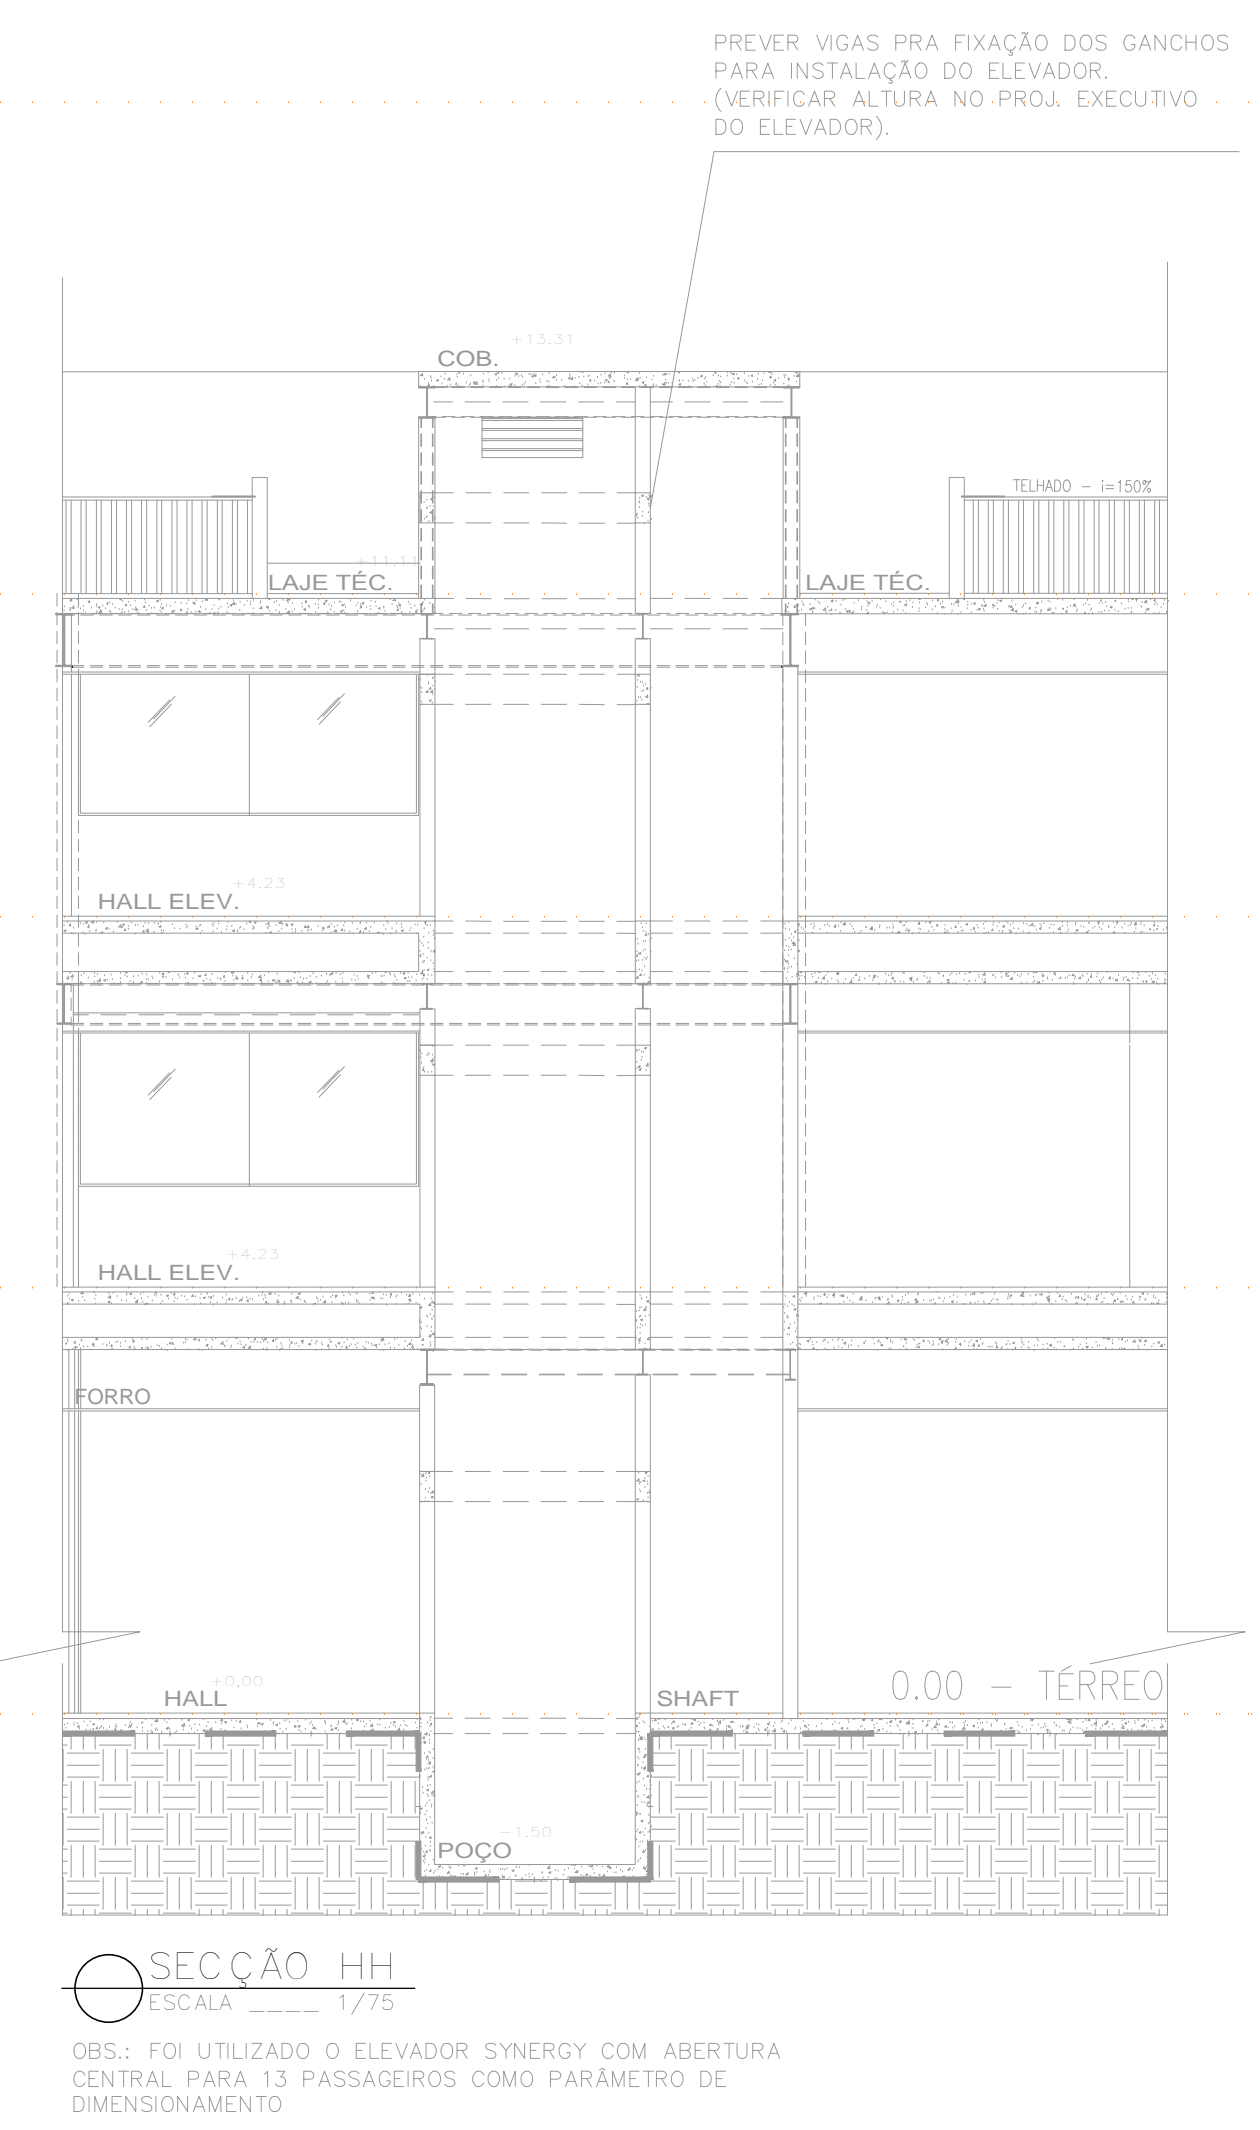 PREVER VIGAS PRA FIXAÇÃO DOS GANCHOS
PARA INSTALAÇÃO DO ELEVADOR.
(VERIFICAR ALTURA NO PROJ. EXECUTIVO
DO ELEVADOR).
+13.31
COB.
TELHADO - i=150%
+11.11
LAJE TÉC.
LAJE TÉC.
+4.23
HALL ELEV.
+4.23
HALL ELEV.
FORRO
+0,00
HALL
SHAFT
0.00 - TÉRREO
-1.50
POÇO
SECÇÃO HH
ESCALA ____ 1/75
OBS.: FOI UTILIZADO O ELEVADOR SYNERGY COM ABERTURA
CENTRAL PARA 13 PASSAGEIROS COMO PARÂMETRO DE
DIMENSIONAMENTO